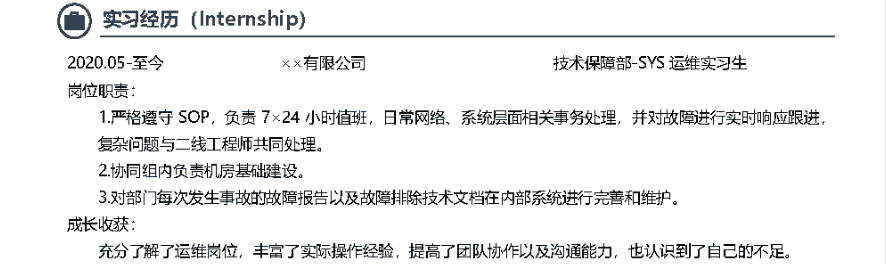 实习经历（Internship）
2020.05-至今 ××有限公司 技术保障部-SYS 运维实习生
岗位职责：
1.严格遵守 SOP，负责 7×24 小时值班，日常网络、系统层面相关事务处理，并对故障进行实时响应跟进，
复杂问题与二线工程师共同处理。
2.协同组内负责机房基础建设。
3.对部门每次发生事故的故障报告以及故障排除技术文档在内部系统进行完善和维护。
成长收获：
充分了解了运维岗位，丰富了实际操作经验，提高了团队协作以及沟通能力，也认识到了自己的不足。